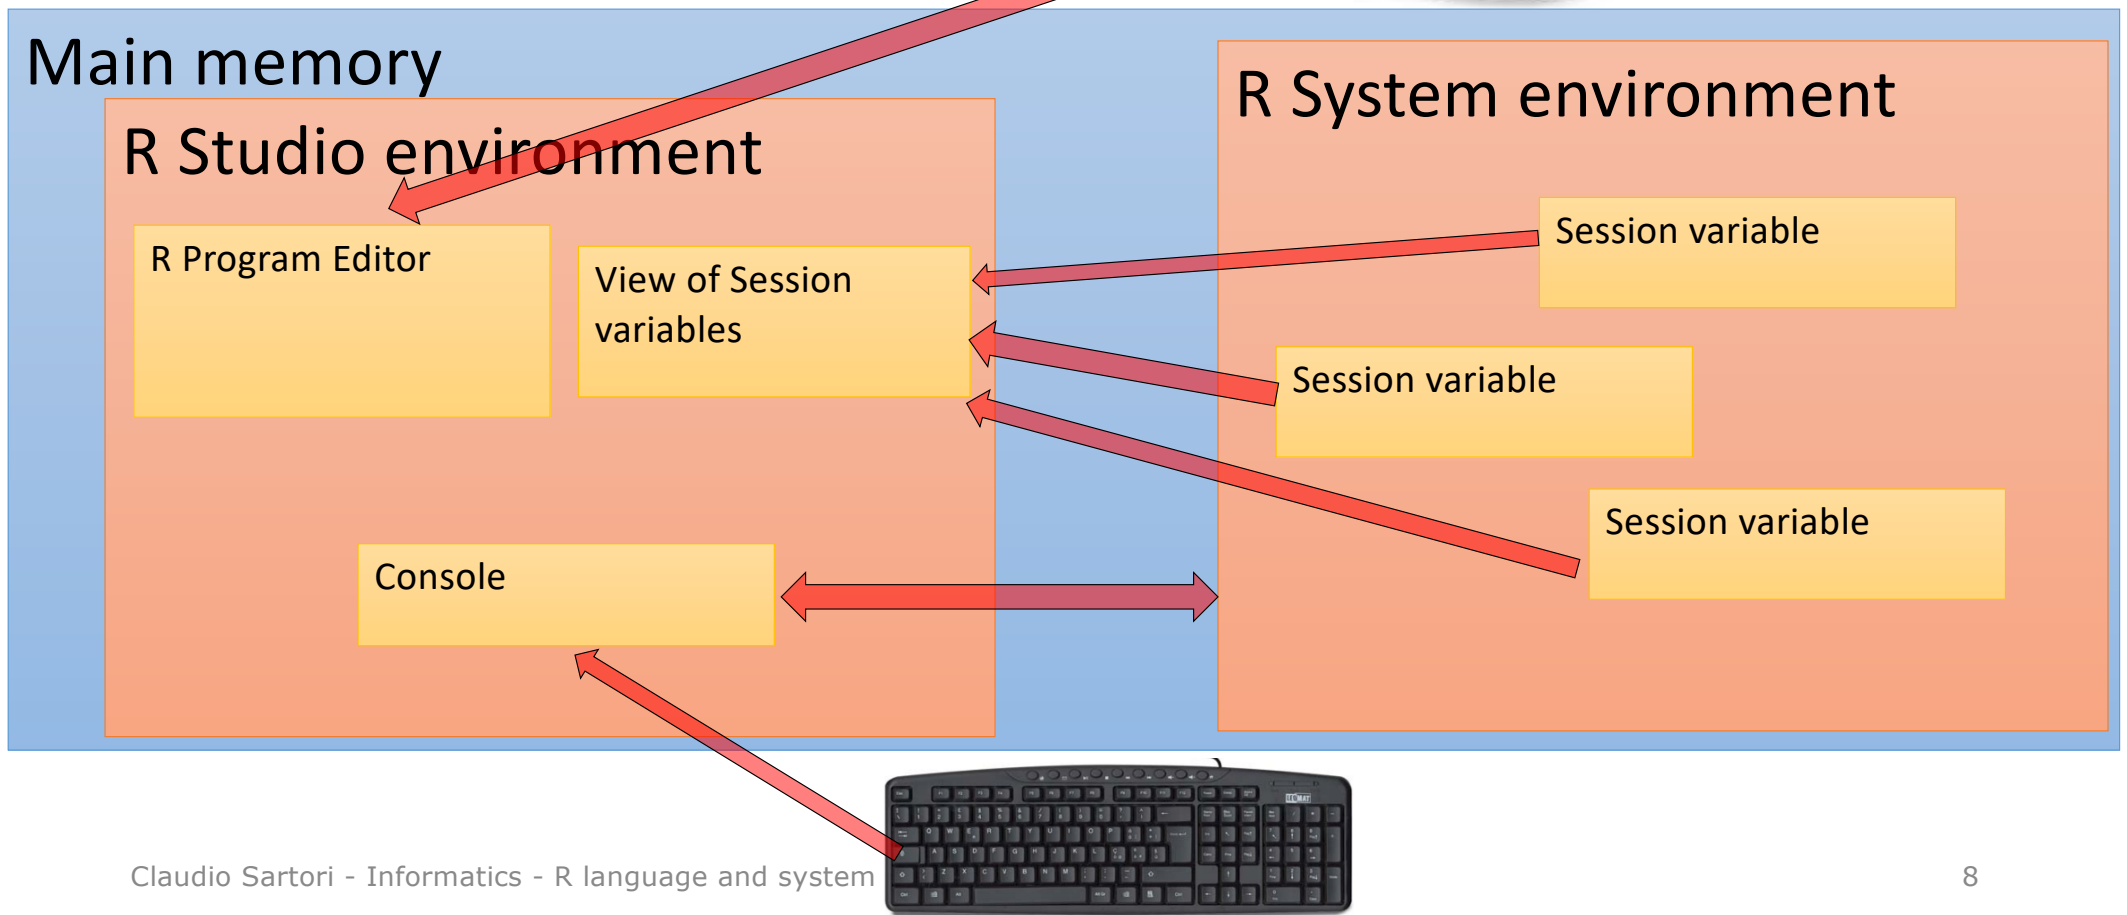 Main memory
R Studio environment
R System environment
R Program Editor
View of Session
variables
Session variable
Session variable
Session variable
Console
Claudio Sartori - Informatics - R language and system
8